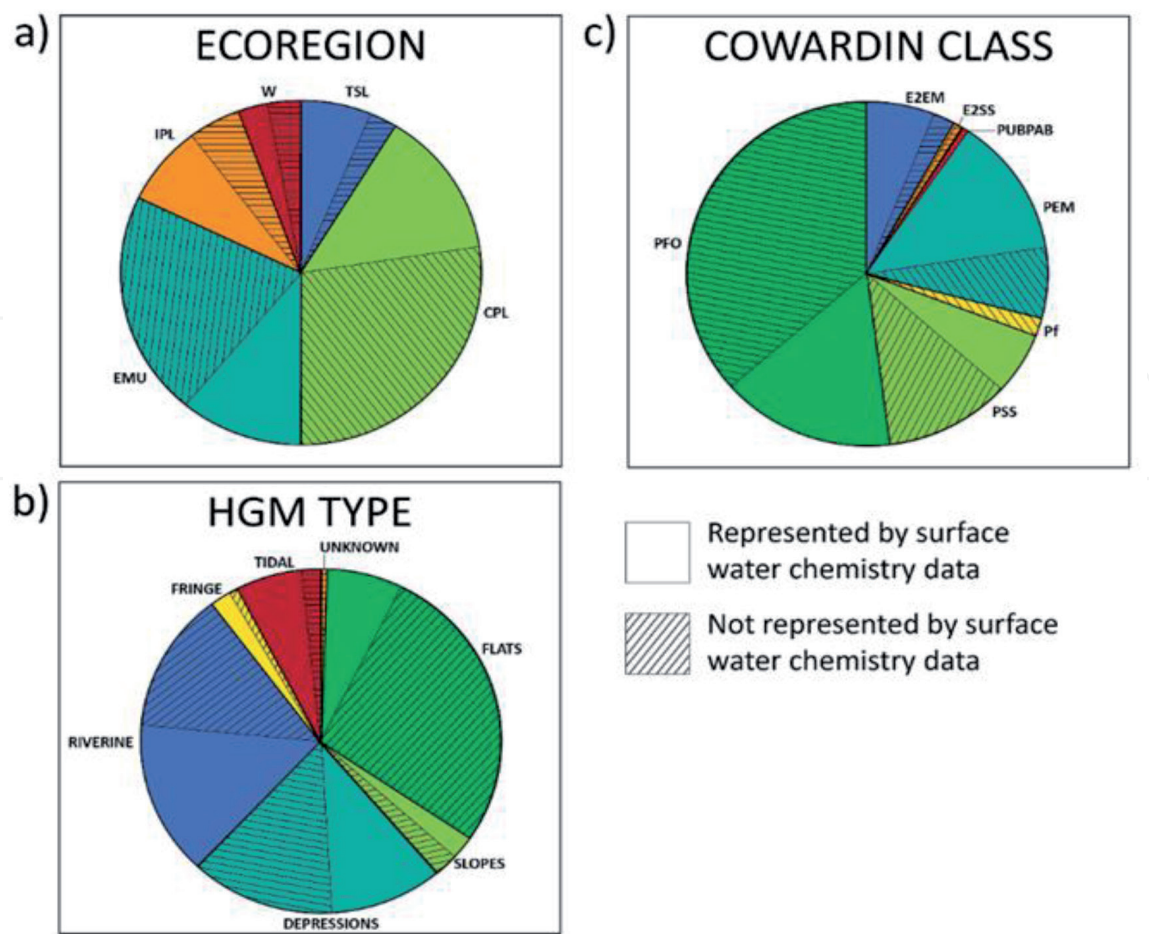 a)
ECOREGION
W
TSL
IPL
CPL
EMU
c)
COWARDIN CLASS
E2EM
E2SS
PUBPAB
PEM
PFO
Pf
PSS
b)
HGM TYPE
UNKNOWN
TIDAL
FRINGE
FLATS
RIVERINE
SLOPES
DEPRESSIONS
Represented by surface
water chemistry data
Not represented by surface
water chemistry data